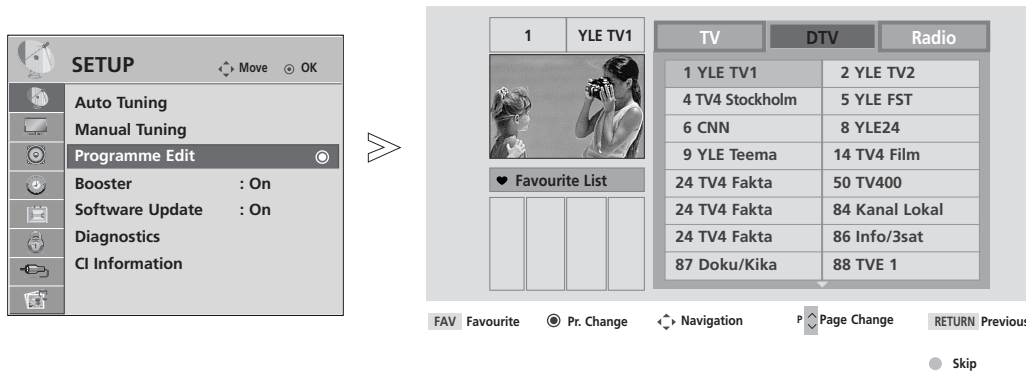 SETUP
Move
OK
Auto Tuning
Manual Tuning
Programme Edit
Booster : On
Software Update : On
Diagnostics
CI Information
1 YLE TV1
Favourite List
TV DTV Radio
1 YLE TV1 2 YLE TV2
4 TV4 Stockholm 5 YLE FST
6 CNN 8 YLE24
9 YLE Teema 14 TV4 Film
24 TV4 Fakta 50 TV400
24 TV4 Fakta 84 Kanal Lokal
24 TV4 Fakta 86 Info/3sat
87 Doku/Kika 88 TVE 1
FAV Favourite Pr. Change Navigation P Page Change RETURN Previous
Skip